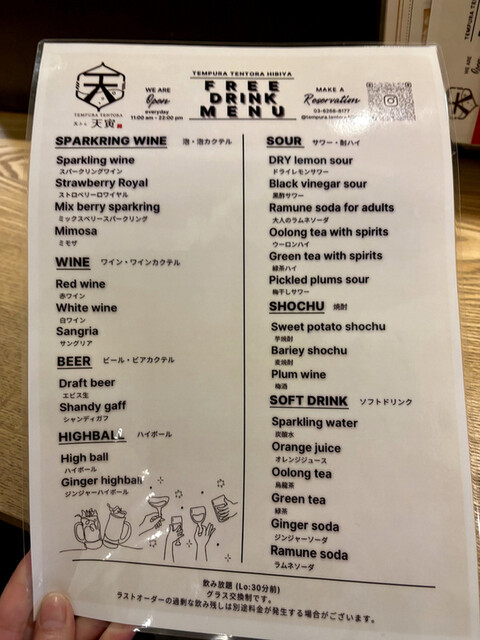 天
TEMPURA TENTORA
天ぷら 天寅
WE ARE
Open
everyday
11:00 am - 23:00 pm
TEMPURA TENTORA HIBIYA
FREE
DRINK
MENU
MAKE A
Reservation
03-6268-8177
SPARKRING WINE 泡・泡カクテル
Sparkling wine
スパークリングワイン
Strawberry Royal
ストロベリーロワイヤル
Mix berry sparkring
ミックスベリースパークリング
Mimosa
ミモザ
WINE ワイン・ワインカクテル
Red wine
赤ワイン
White wine
白ワイン
Sangria
サングリア
BEER ビール・ビアカクテル
Draft beer
エビス生
Shandy gaff
シャンディガフ
HIGHBALL ハイボール
High ball
ハイボール
Ginger highball
ジンジャーハイボール
SOUR サワー・酎ハイ
DRY lemon sour
ドライレモンサワー
Black vinegar sour
黒酢サワー
Ramune soda for adults
大人のラムネソーダ
Oolong tea with spirits
ウーロンハイ
Green tea with spirits
緑茶ハイ
Pickled plums sour
梅干しサワー
SHOCHU 焼酎
Sweet potato shochu
芋焼酎
Bariey shochu
麦焼酎
Plum wine
梅酒
SOFT DRINK ソフトドリンク
Sparkling water
炭酸水
Orange juice
オレンジジュース
Oolong tea
烏龍茶
Green tea
緑茶
Ginger soda
ジンジャーソーダ
Ramune soda
ラムネソーダ
飲み放題 (Lo:30分前)
グラス交換制です。
ラストオーダーの過剰な飲み残しは別途料金が発生する場合がございます。
WE ARE